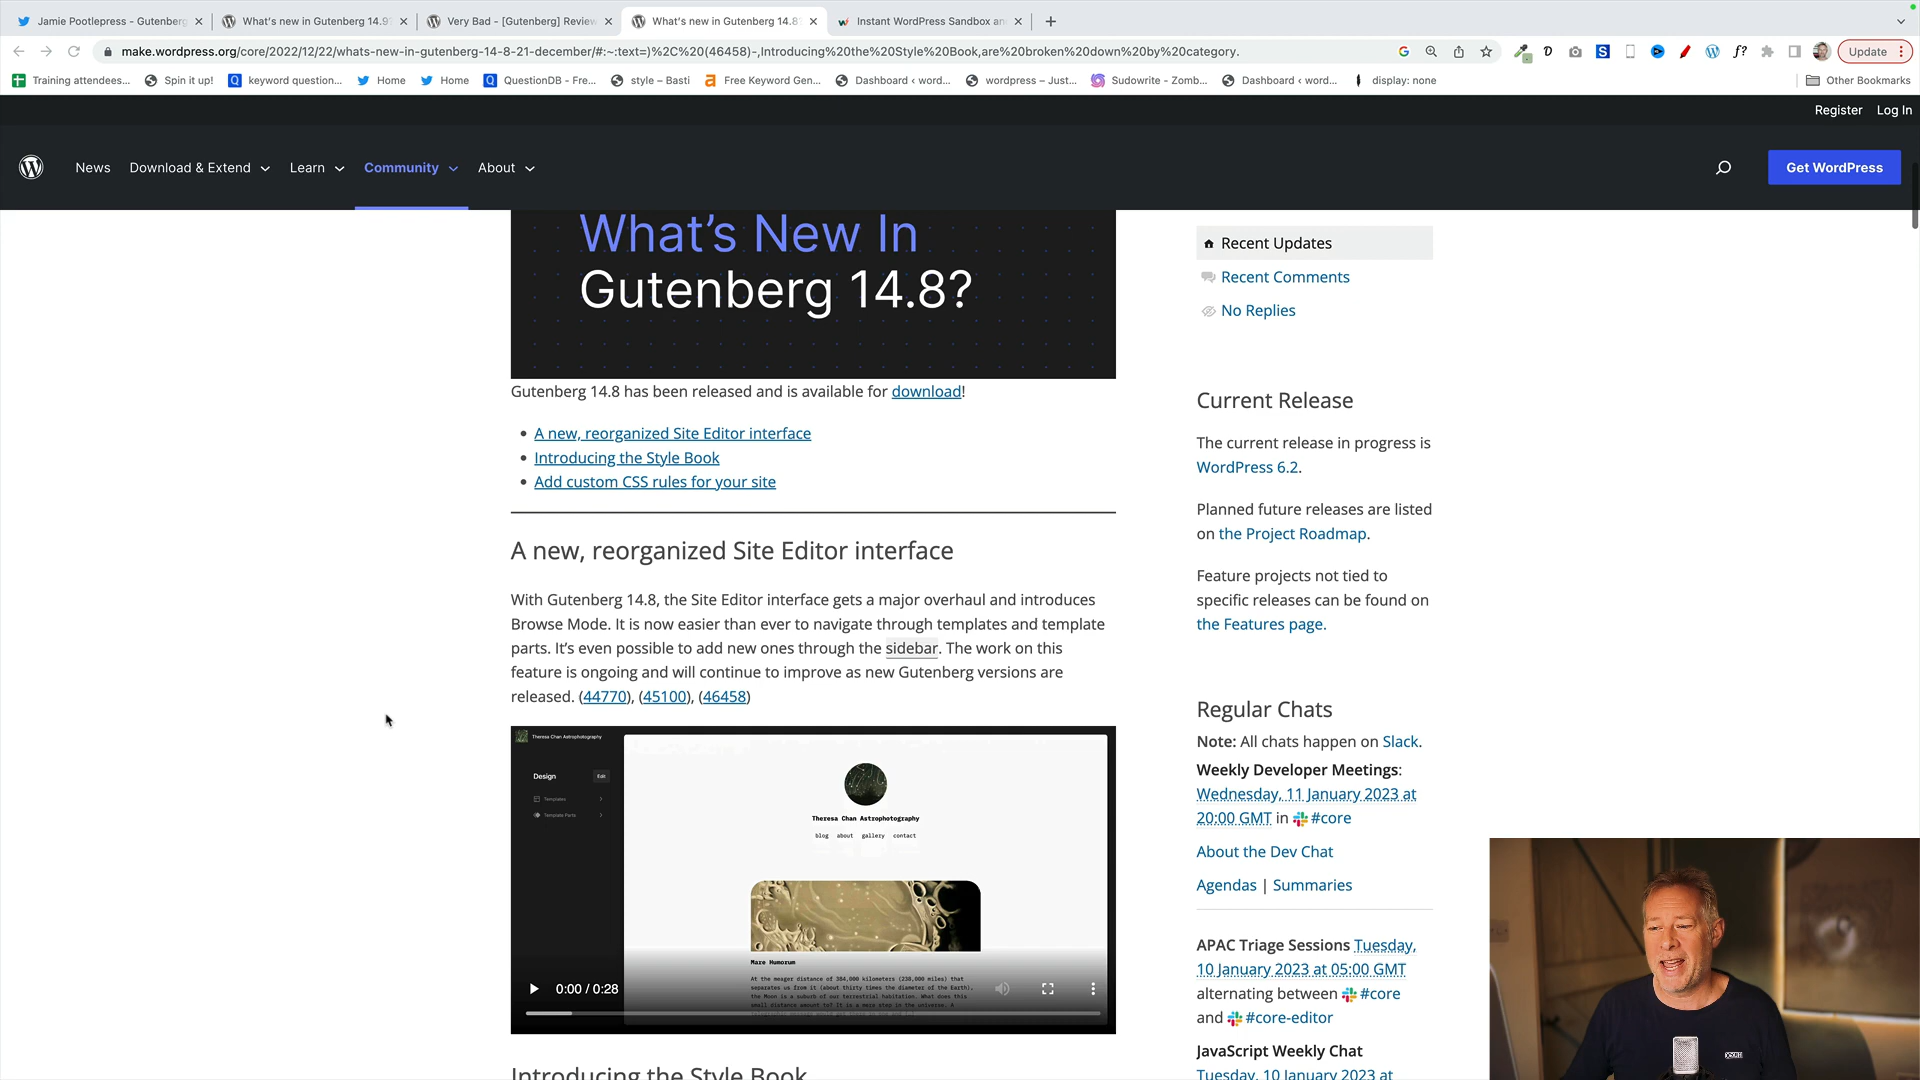 Jamie Pootlepress - Gutenberg
What's new in Gutenberg 14.9?
Very Bad - [Gutenberg] Review
What's new in Gutenberg 14.8?
Instant WordPress Sandbox an
make.wordpress.org/core/2022/12/22/whats-new-in-gutenberg-14-8-21-december/#:~:text=)%2C%20(46458)-,Introducing%20the%20Style%20Book,are%20broken%20down%20by%20category.
Update
Training attendees...
Spin it up!
keyword question...
Home
Home
QuestionDB - Fre...
style – Basti
Free Keyword Gen...
Dashboard ‹ word...
wordpress – Just...
Sudowrite - Zomb...
Dashboard ‹ word...
display: none
Other Bookmarks
Register Log In
News Download & Extend Learn Community About
Get WordPress
What's New In
Gutenberg 14.8?
Gutenberg 14.8 has been released and is available for download!
A new, reorganized Site Editor interface
Introducing the Style Book
Add custom CSS rules for your site
A new, reorganized Site Editor interface
With Gutenberg 14.8, the Site Editor interface gets a major overhaul and introduces
Browse Mode. It is now easier than ever to navigate through templates and template
parts. It's even possible to add new ones through the sidebar. The work on this
feature is ongoing and will continue to improve as new Gutenberg versions are
released. (44770), (45100), (46458)
Theresa Chan Astrophotography
Design
Edit
Templates
Template Parts
Theresa Chan Astrophotography
blog about gallery contact
Mare Humorum
At the meager distance of 384,000 kilometers (238,000 miles) that
separates us from it (about thirty times the diameter of the Earth),
the Moon is a suburb of our terrestrial habitation. What does this
small distance amount to? It is a mere step in the universe. A
0:00 / 0:28
Introducing the Style Book
Recent Updates
Recent Comments
No Replies
Current Release
The current release in progress is
WordPress 6.2.
Planned future releases are listed
on the Project Roadmap.
Feature projects not tied to
specific releases can be found on
the Features page.
Regular Chats
Note: All chats happen on Slack.
Weekly Developer Meetings:
Wednesday, 11 January 2023 at
20:00 GMT in #core
About the Dev Chat
Agendas | Summaries
APAC Triage Sessions Tuesday,
10 January 2023 at 05:00 GMT
alternating between #core
and #core-editor
JavaScript Weekly Chat
Tuesday, 10 January 2023 at